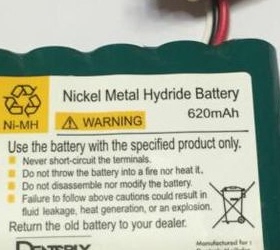 Nickel Metal Hydride Battery
620mAh
Ni-MH
WARNING
Use the battery with the specified product only.
Never short-circuit the terminals.
Do not throw the battery into a fire nor heat it.
Do not disassemble nor modify the battery.
Failure to follow above cautions could result in
fluid leakage, heat generation, or an explosion.
Return the old battery to your dealer.
DENTSPLY